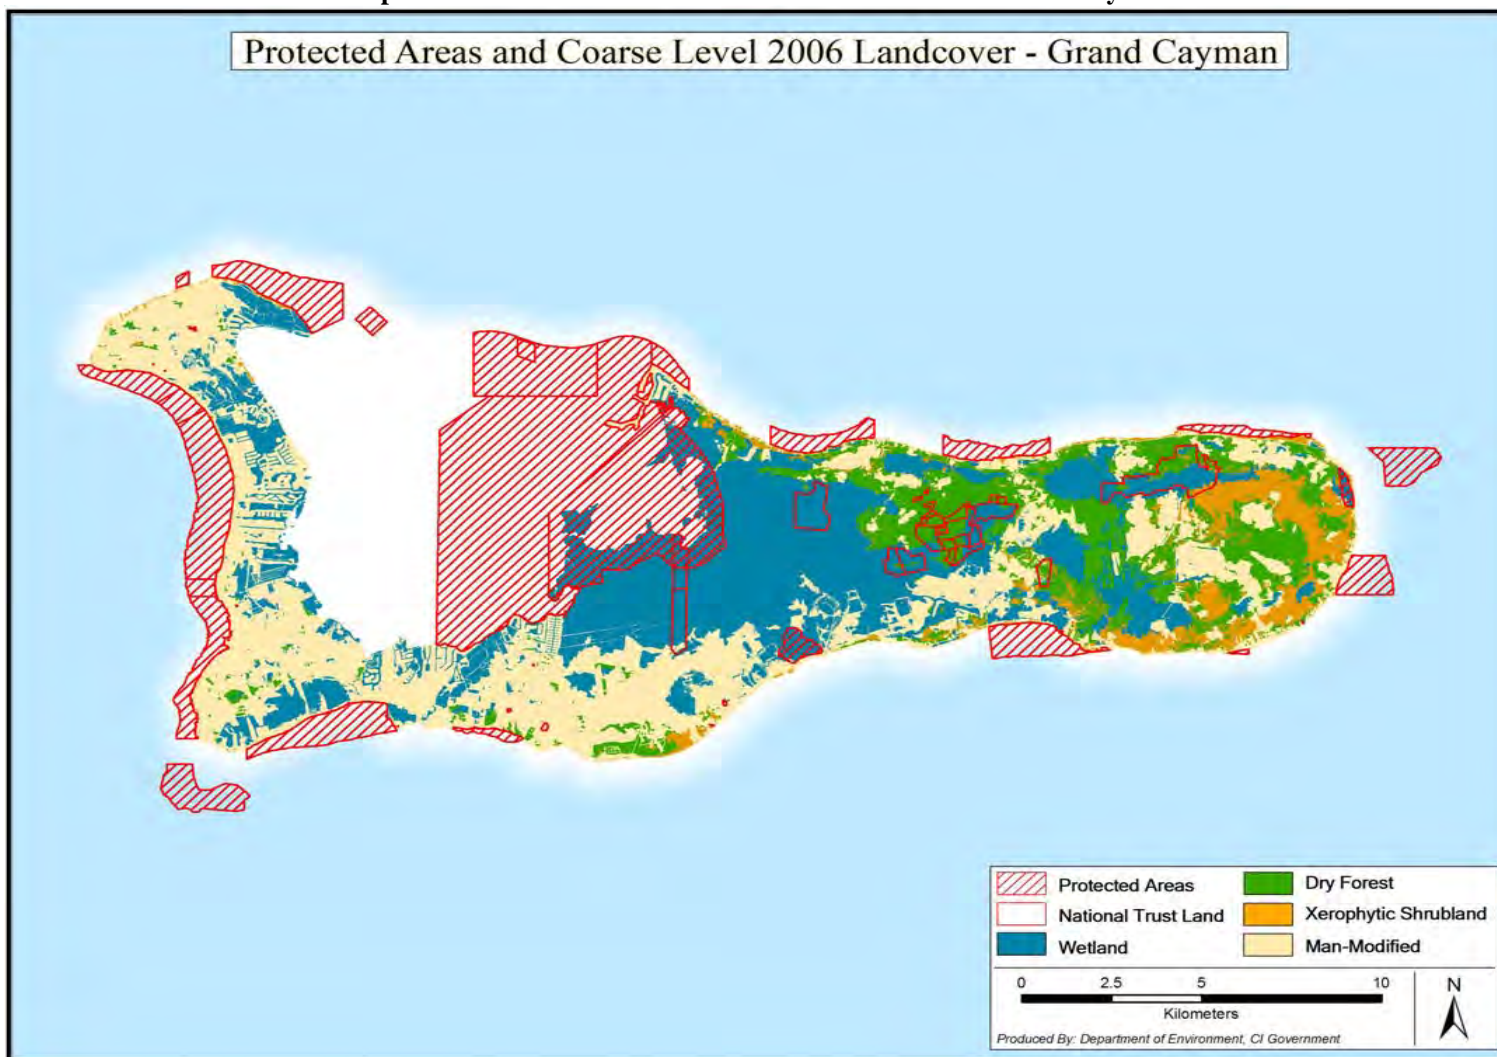 Protected Areas and Coarse Level 2006 Landcover - Grand Cayman
Protected Areas
National Trust Land
Wetland
Dry Forest
Xerophytic Shrubland
Man-Modified
0 2.5 5 10
Kilometers
N
Produced By: Department of Environment, CI Government